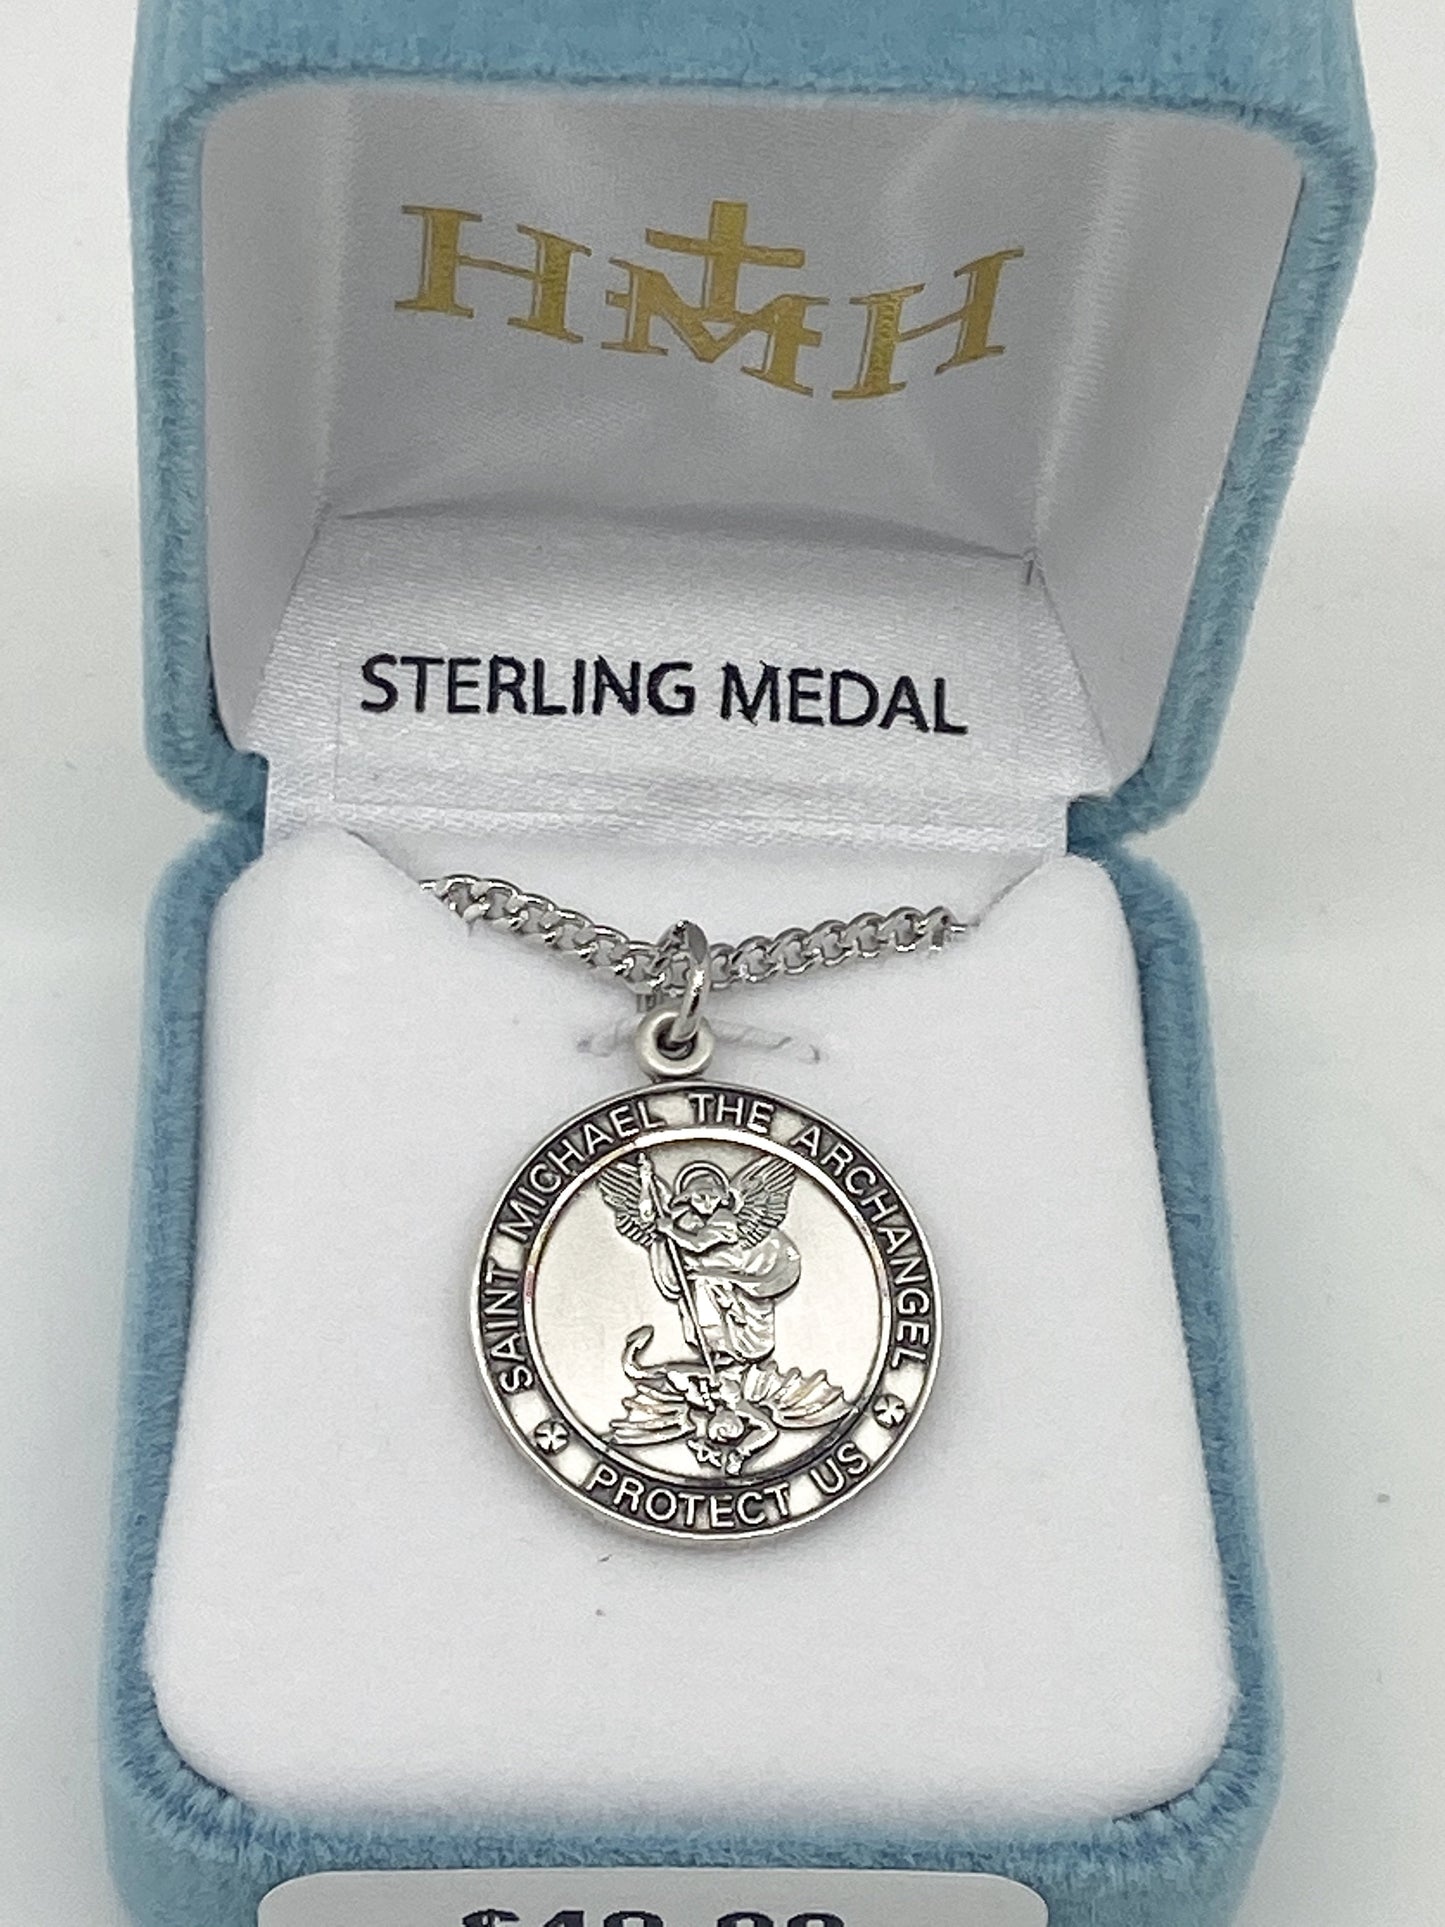 HMH
STERLING MEDAL
SAINT MICHAEL THE ARCHANGEL
PROTECT US